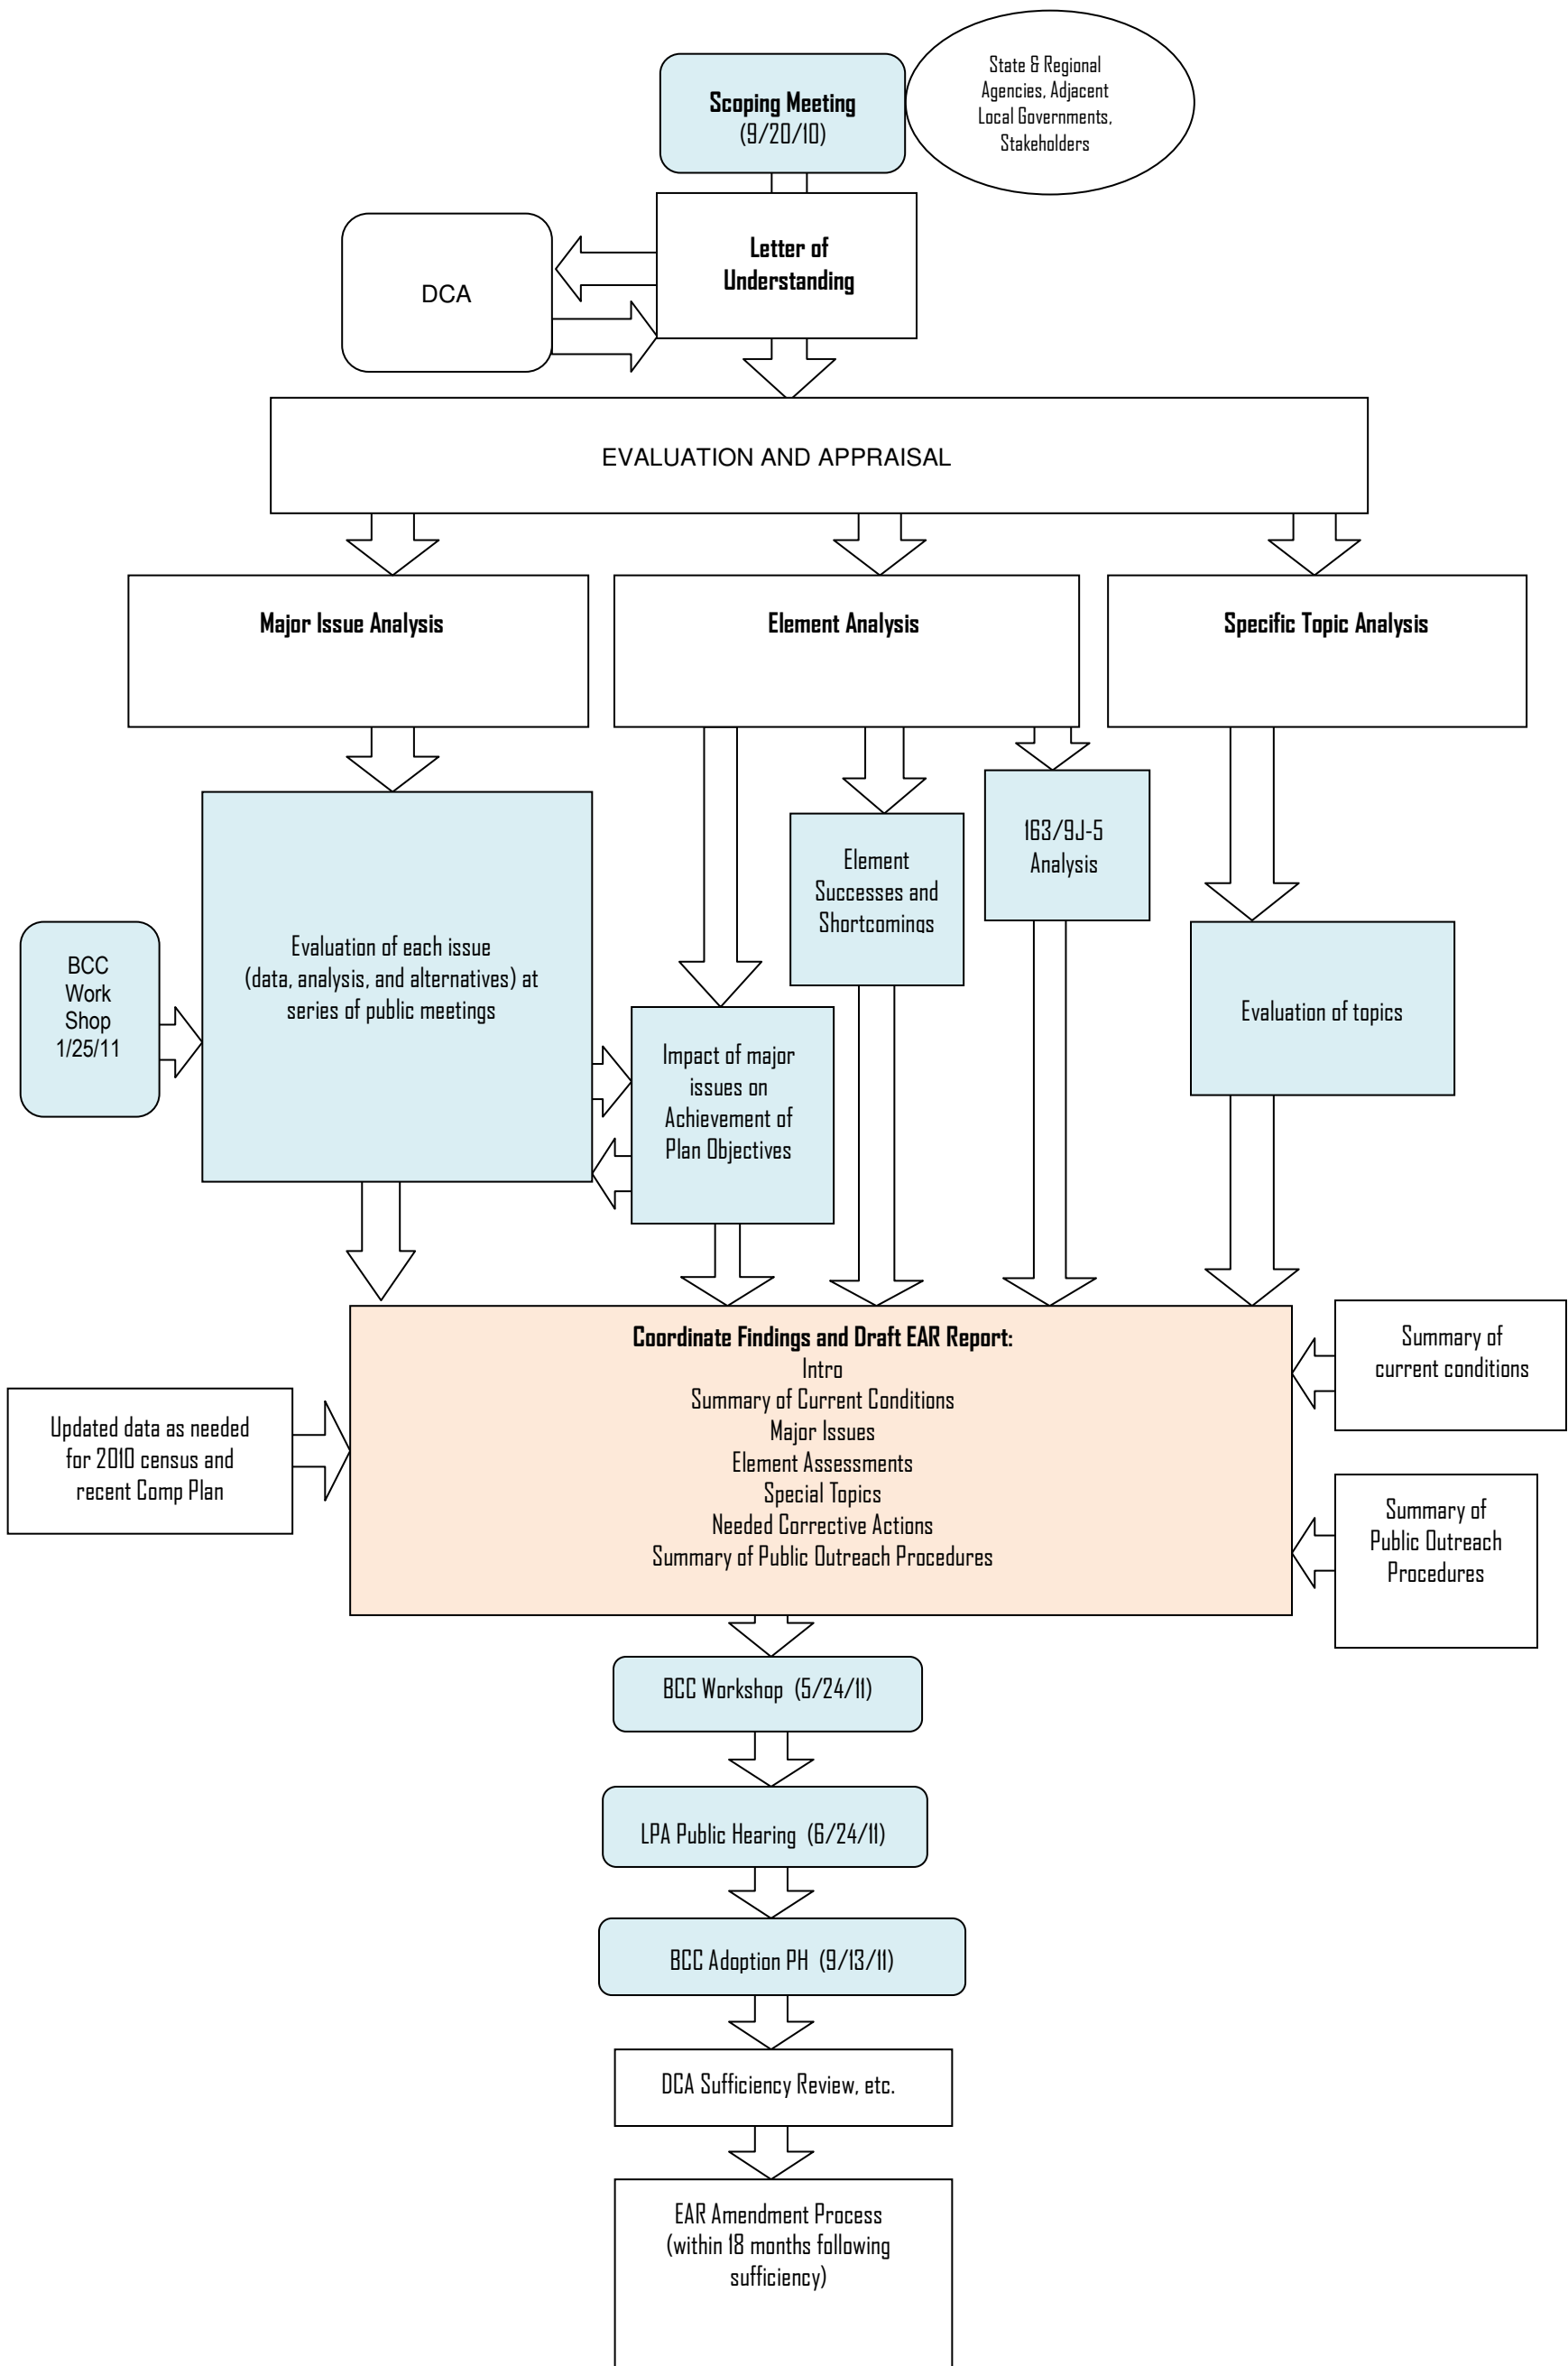 Scoping Meeting
(9/20/10)
State & Regional
Agencies, Adjacent
Local Governments,
Stakeholders
Letter of
Understanding
DCA
EVALUATION AND APPRAISAL
Major Issue Analysis
Element Analysis
Specific Topic Analysis
163/9J-5
Analysis
Element
Successes and
Shortcomings
BCC
Work
Shop
1/25/11
Evaluation of each issue
(data, analysis, and alternatives) at
series of public meetings
Evaluation of topics
Impact of major
issues on
Achievement of
Plan Objectives
Coordinate Findings and Draft EAR Report:
Intro
Summary of Current Conditions
Major Issues
Element Assessments
Special Topics
Needed Corrective Actions
Summary of Public Outreach Procedures
Summary of
current conditions
Updated data as needed
for 2010 census and
recent Comp Plan
Summary of
Public Outreach
Procedures
BCC Workshop (5/24/11)
LPA Public Hearing (6/24/11)
BCC Adoption PH (9/13/11)
DCA Sufficiency Review, etc.
EAR Amendment Process
(within 18 months following
sufficiency)